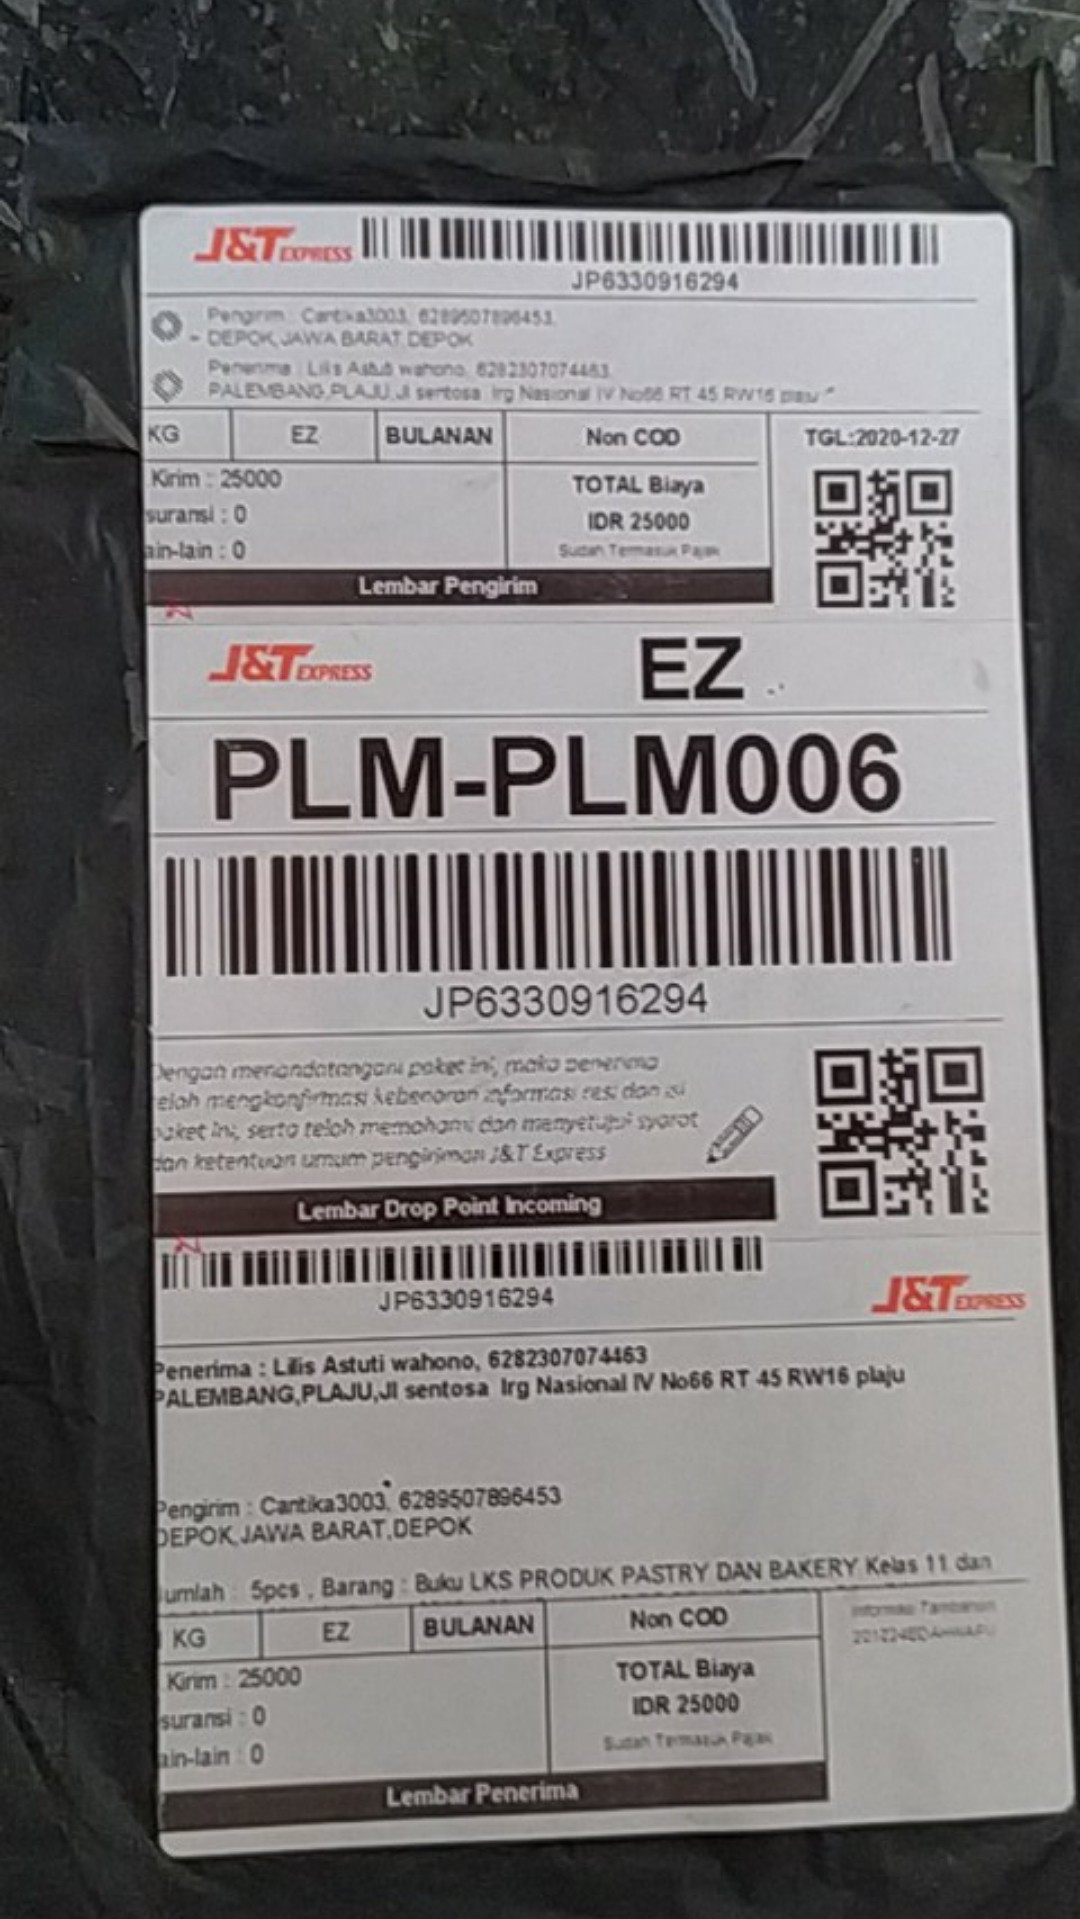 J&T EXPRESS
JP6330916294
Pengirim : Cantika3003, 6289507896453,
- DEPOK,JAWA BARAT,DEPOK
Penerima : Lilis Astuti wahono, 6282307074463
PALEMBANG,PLAJU,Jl sentosa lrg Nasional IV No66 RT 45 RW16 plaju
KG EZ BULANAN Non COD TGL:2020-12-27
Kirim : 25000 TOTAL Biaya
suransi : 0 IDR 25000
ain-lain : 0 Sudah Termasuk Pajak
Lembar Pengirim
J&T EXPRESS EZ
PLM-PLM006
JP6330916294
Dengan menandatangani paket ini, maka penerima
telah mengkonfirmasi kebenaran informasi resi dan isi
paket ini, serta telah memahami dan menyetujui syarat
dan ketentuan umum pengiriman J&T Express
Lembar Drop Point Incoming
JP6330916294
J&T EXPRESS
Penerima : Lilis Astuti wahono, 6282307074463
PALEMBANG,PLAJU,Jl sentosa lrg Nasional IV No66 RT 45 RW16 plaju
Pengirim : Cantika3003, 6289507896453
DEPOK,JAWA BARAT,DEPOK
umlah : 5pcs , Barang : Buku LKS PRODUK PASTRY DAN BAKERY Kelas 11 dan
KG EZ BULANAN Non COD Informasi Tambahan
Kirim : 25000 TOTAL Biaya
suransi : 0 IDR 25000
ain-lain : 0 Sudah Termasuk Pajak
Lembar Penerima